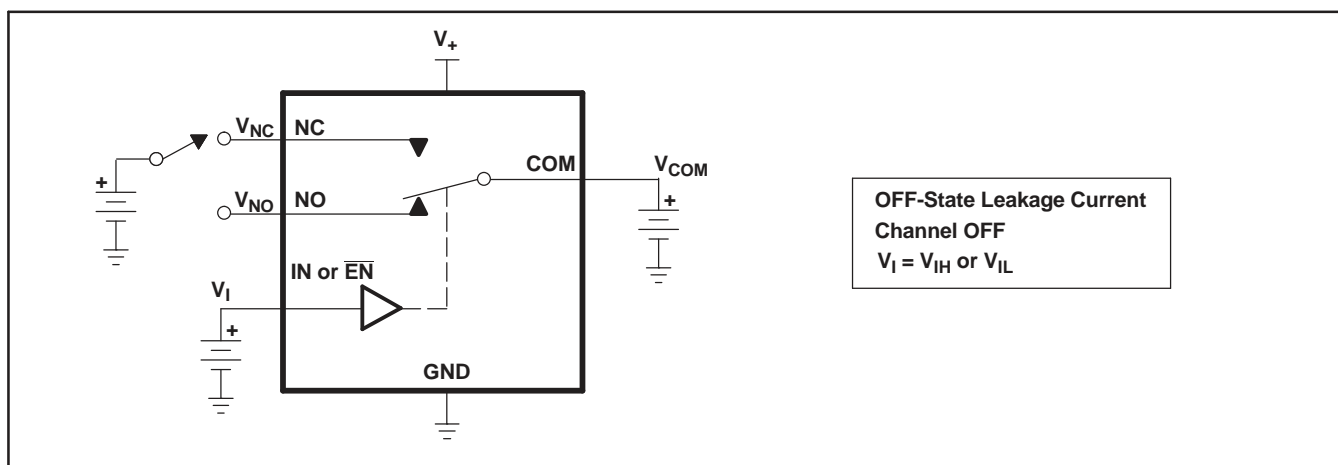 V+
VNC NC
+
COM VCOM
VNO NO
+
OFF-State Leakage Current
Channel OFF
VI = VIH or VIL
IN or E̅N̅
VI
+
GND